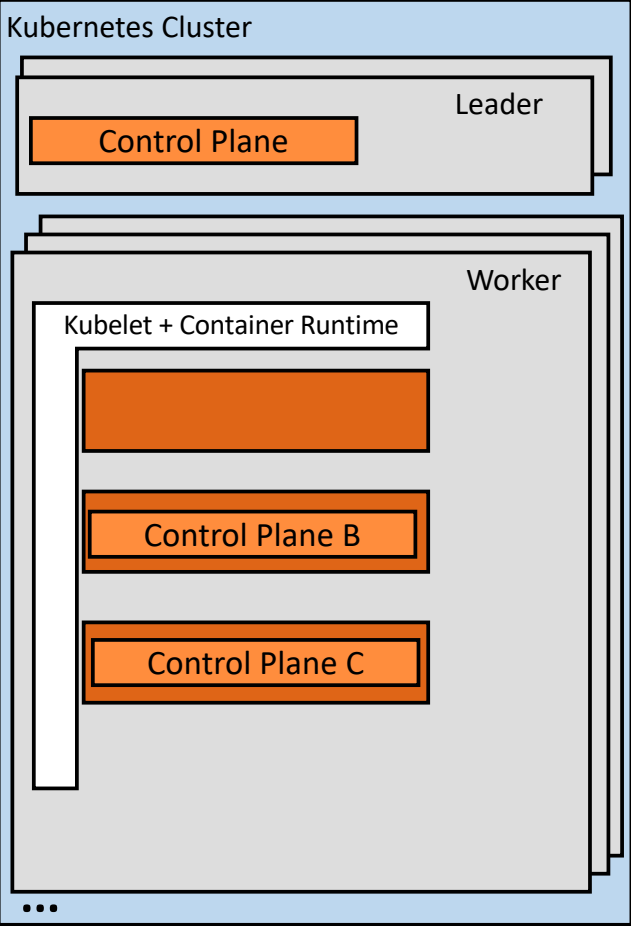 Kubernetes Cluster
Leader
Control Plane
Worker
Kubelet + Container Runtime
Control Plane B
Control Plane C
...